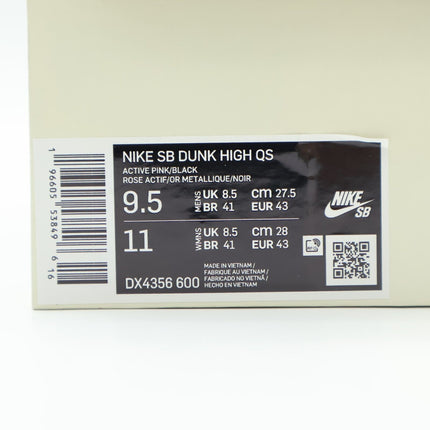 NIKE SB DUNK HIGH QS
ACTIVE PINK/BLACK
ROSE ACTIF/OR METALLIQUE/NOIR
9.5 MENS UK 8.5 cm 27.5
BR 41 EUR 43
11 WMNS UK 8.5 cm 28
BR 41 EUR 43
MADE IN VIETNAM /
FABRIQUE AU VIETNAM /
FABRICADO NO VIETNÃ /
HECHO EN VIETNAM
DX4356 600
NIKE
SB
1 96605 53849 6 16